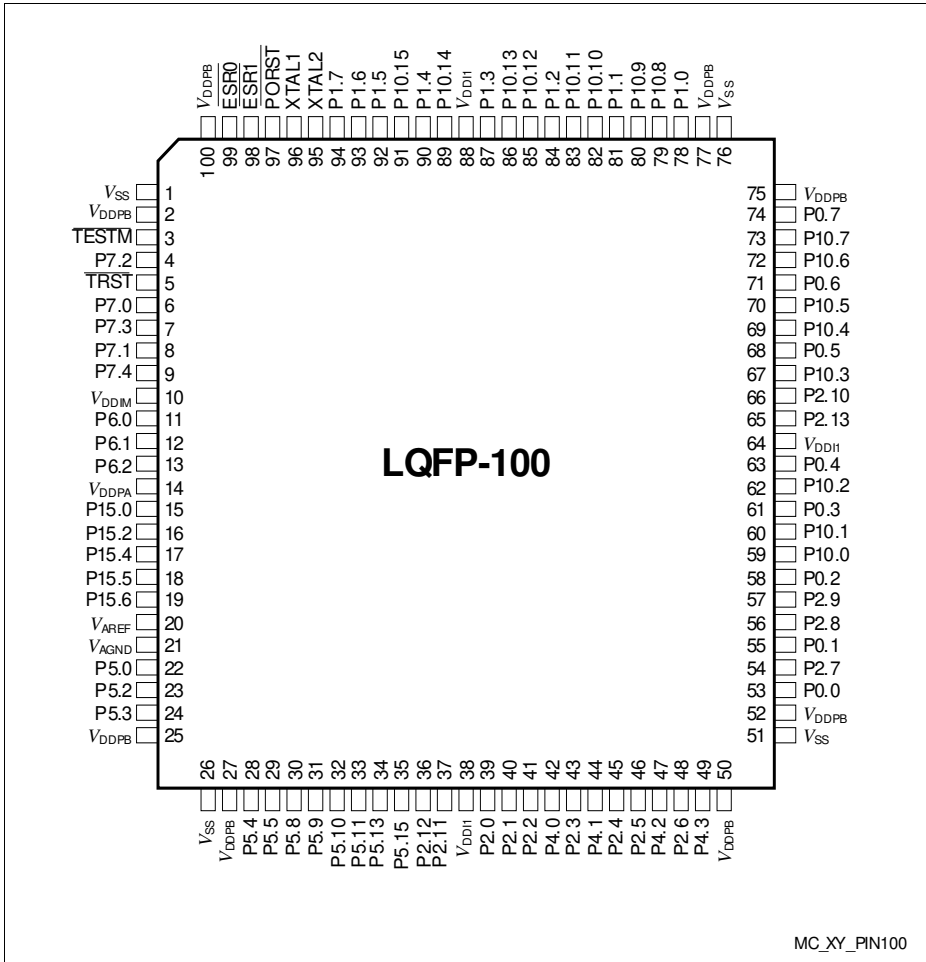 VDDPB
ESR0
ESR1
PORST
XTAL1
XTAL2
P1.7
P1.6
P1.5
P10.15
P1.4
P10.14
VDDI1
P1.3
P10.13
P10.12
P1.2
P10.11
P10.10
P1.1
P10.9
P10.8
P1.0
VDDPB
VSS
100
99
98
97
96
95
94
93
92
91
90
89
88
87
86
85
84
83
82
81
80
79
78
77
76
VSS 1
VDDPB 2
TESTM 3
P7.2 4
TRST 5
P7.0 6
P7.3 7
P7.1 8
P7.4 9
VDDIM 10
P6.0 11
P6.1 12
P6.2 13
VDDPA 14
P15.0 15
P15.2 16
P15.4 17
P15.5 18
P15.6 19
VAREF 20
VAGND 21
P5.0 22
P5.2 23
P5.3 24
VDDPB 25
LQFP-100
75 VDDPB
74 P0.7
73 P10.7
72 P10.6
71 P0.6
70 P10.5
69 P10.4
68 P0.5
67 P10.3
66 P2.10
65 P2.13
64 VDDI1
63 P0.4
62 P10.2
61 P0.3
60 P10.1
59 P10.0
58 P0.2
57 P2.9
56 P2.8
55 P0.1
54 P2.7
53 P0.0
52 VDDPB
51 VSS
26
27
28
29
30
31
32
33
34
35
36
37
38
39
40
41
42
43
44
45
46
47
48
49
50
VSS
VDDPB
P5.4
P5.5
P5.8
P5.9
P5.10
P5.11
P5.13
P5.15
P2.12
P2.11
VDDI1
P2.0
P2.1
P2.2
P4.0
P2.3
P4.1
P2.4
P2.5
P4.2
P2.6
P4.3
VDDPB
MC_XY_PIN100